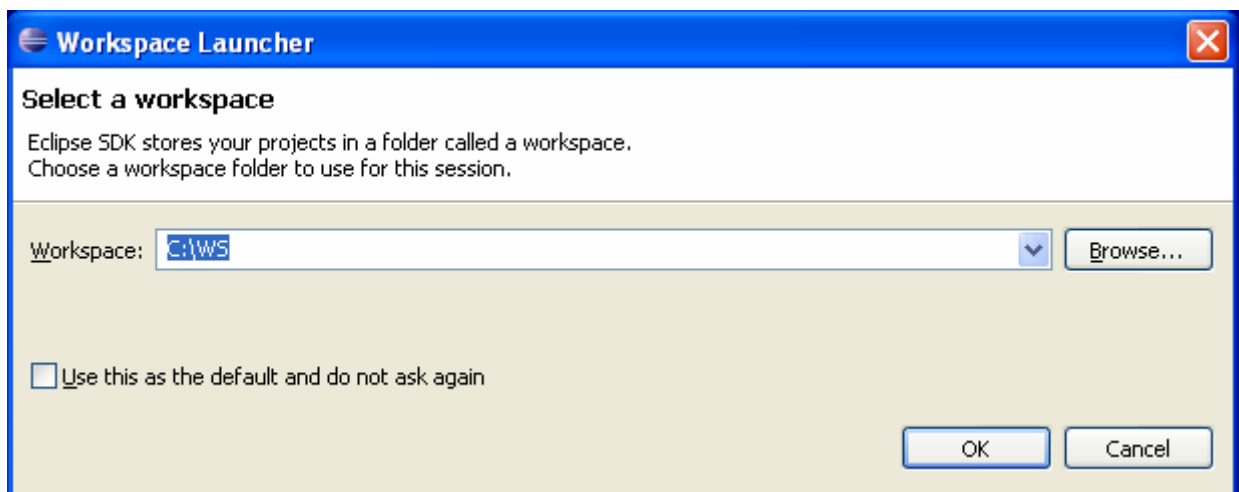 Workspace Launcher
Select a workspace
Eclipse SDK stores your projects in a folder called a workspace.
Choose a workspace folder to use for this session.
Workspace: C:\WS Browse...
Use this as the default and do not ask again
OK Cancel